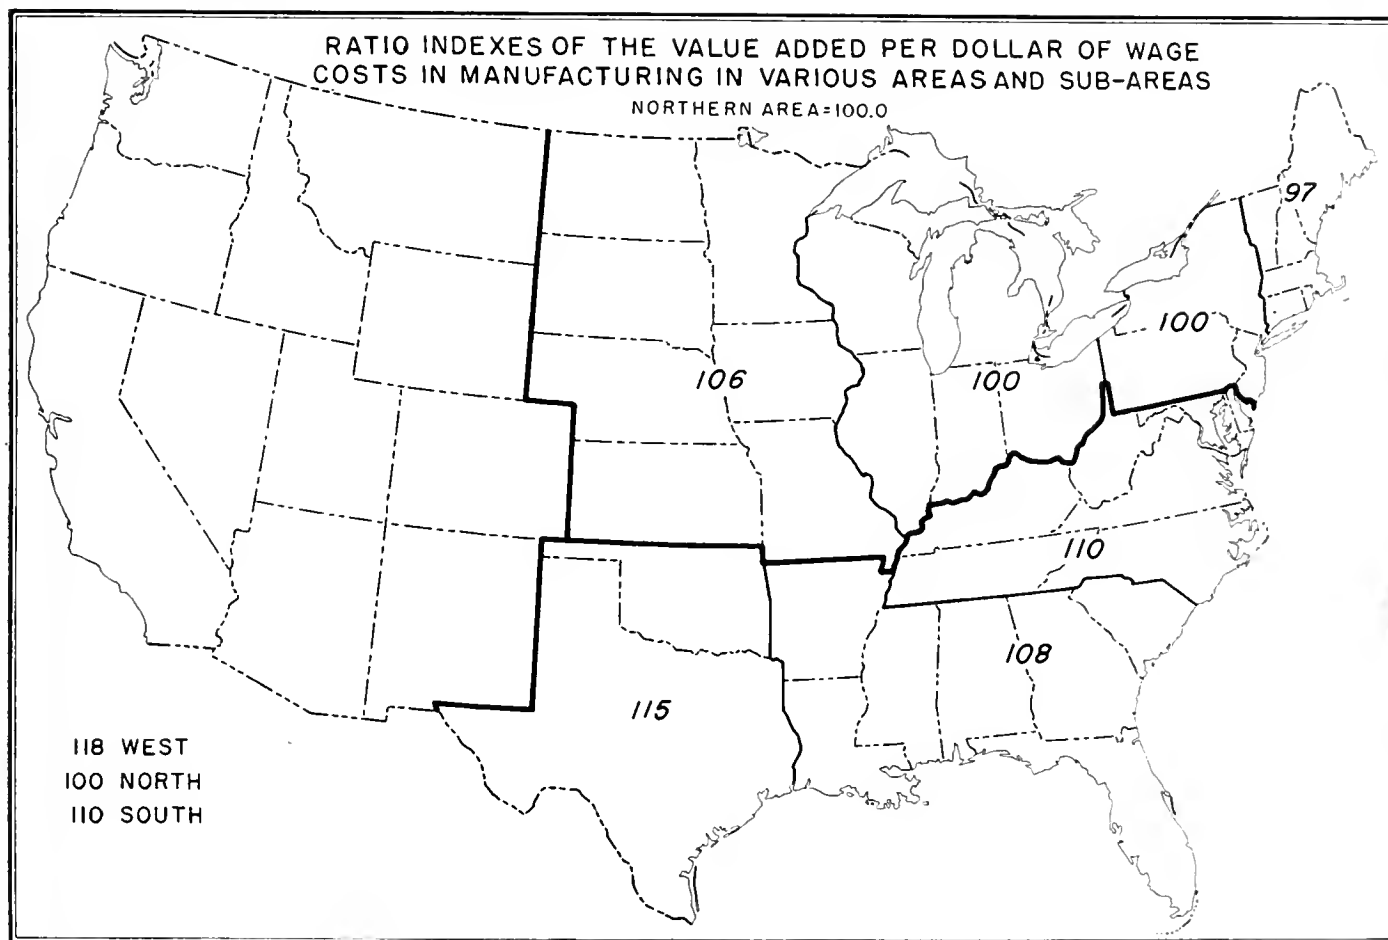 RATIO INDEXES OF THE VALUE ADDED PER DOLLAR OF WAGE
COSTS IN MANUFACTURING IN VARIOUS AREAS AND SUB-AREAS
NORTHERN AREA=100.0
97
100
106
100
110
108
115
118 WEST
100 NORTH
110 SOUTH